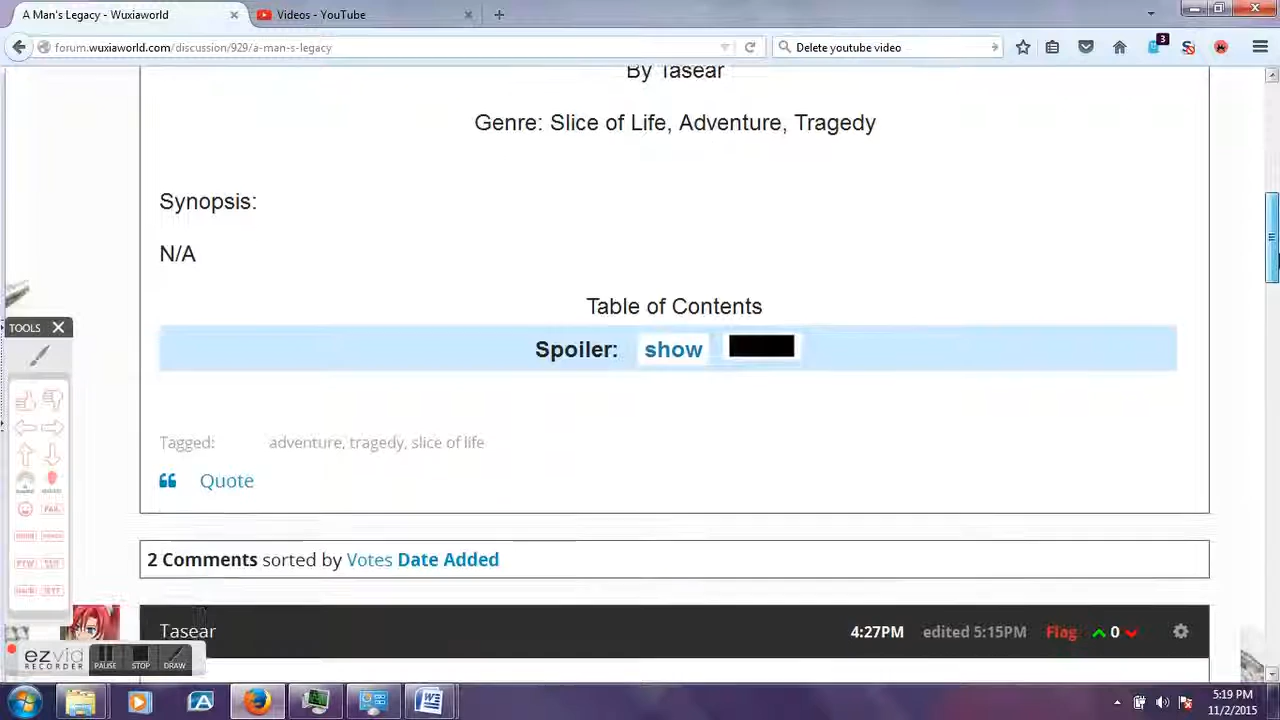 A Man's Legacy - Wuxiaworld
Videos - YouTube
forum.wuxiaworld.com/discussion/929/a-man-s-legacy
Delete youtube video
3
By Tasear
Genre: Slice of Life, Adventure, Tragedy
Synopsis:
N/A
Table of Contents
TOOLS
Spoiler: show
Tagged: adventure, tragedy, slice of life
Quote
2 Comments sorted by Votes Date Added
Tasear 4:27PM edited 5:15PM Flag 0
ezvid
RECORDER
PAUSE STOP DRAW
5:19 PM
11/2/2015